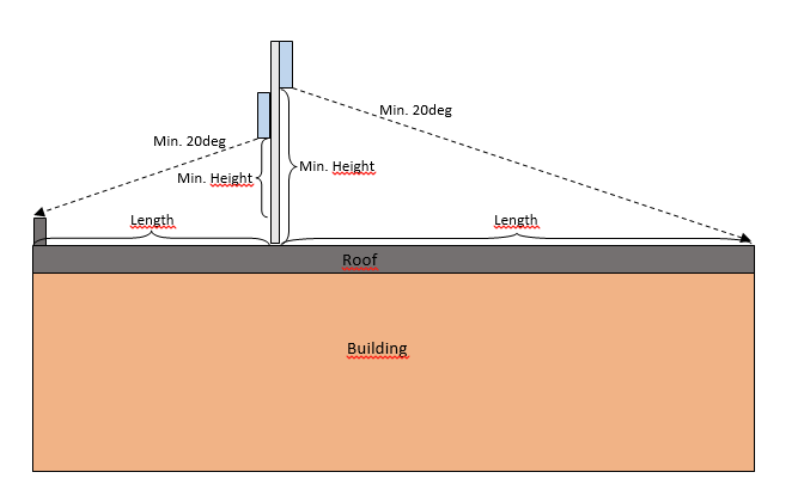 Min. 20deg
Min. 20deg
Min. Height
Min. Height
Length
Length
Roof
Building